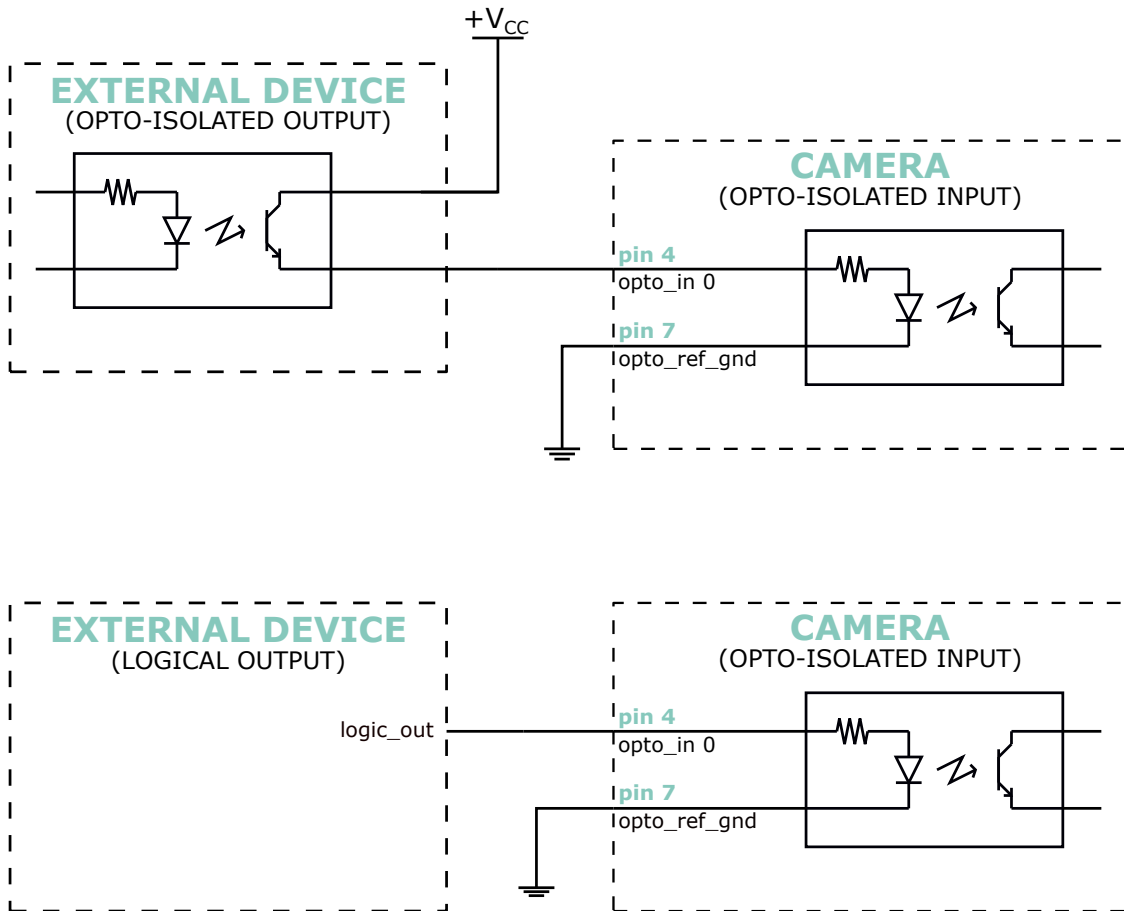 +VCC
EXTERNAL DEVICE
(OPTO-ISOLATED OUTPUT)
CAMERA
(OPTO-ISOLATED INPUT)
pin 4
opto_in 0
pin 7
opto_ref_gnd
EXTERNAL DEVICE
(LOGICAL OUTPUT)
logic_out
CAMERA
(OPTO-ISOLATED INPUT)
pin 4
opto_in 0
pin 7
opto_ref_gnd